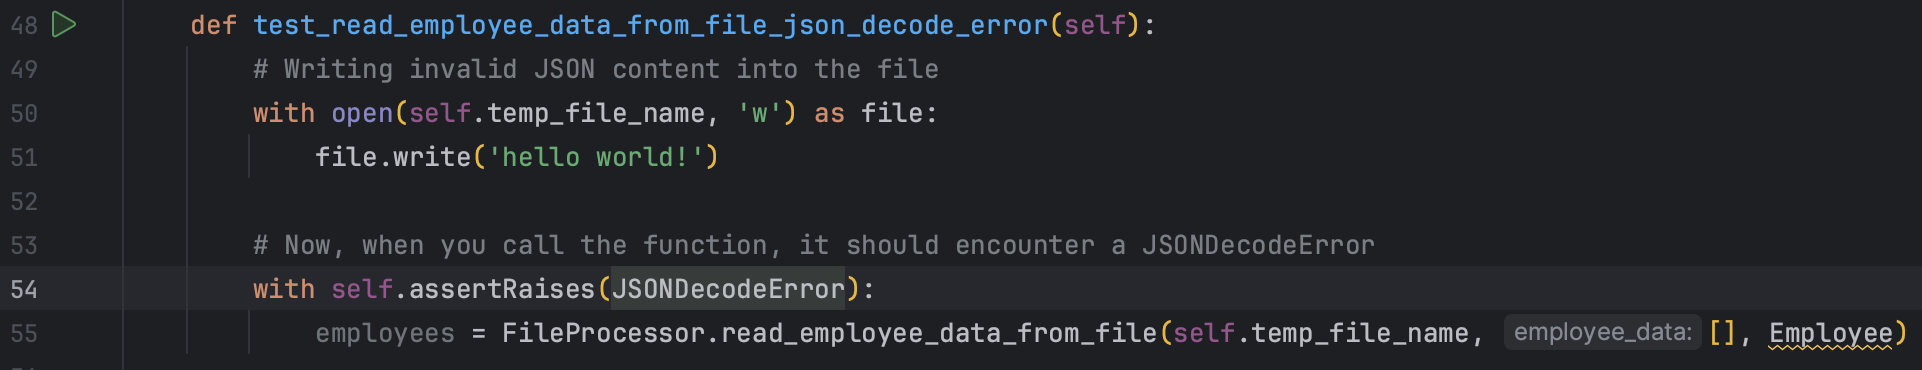 48 def test_read_employee_data_from_file_json_decode_error(self):
49 # Writing invalid JSON content into the file
50 with open(self.temp_file_name, 'w') as file:
51 file.write('hello world!')
52
53 # Now, when you call the function, it should encounter a JSONDecodeError
54 with self.assertRaises(JSONDecodeError):
55 employees = FileProcessor.read_employee_data_from_file(self.temp_file_name, employee_data: [], Employee)